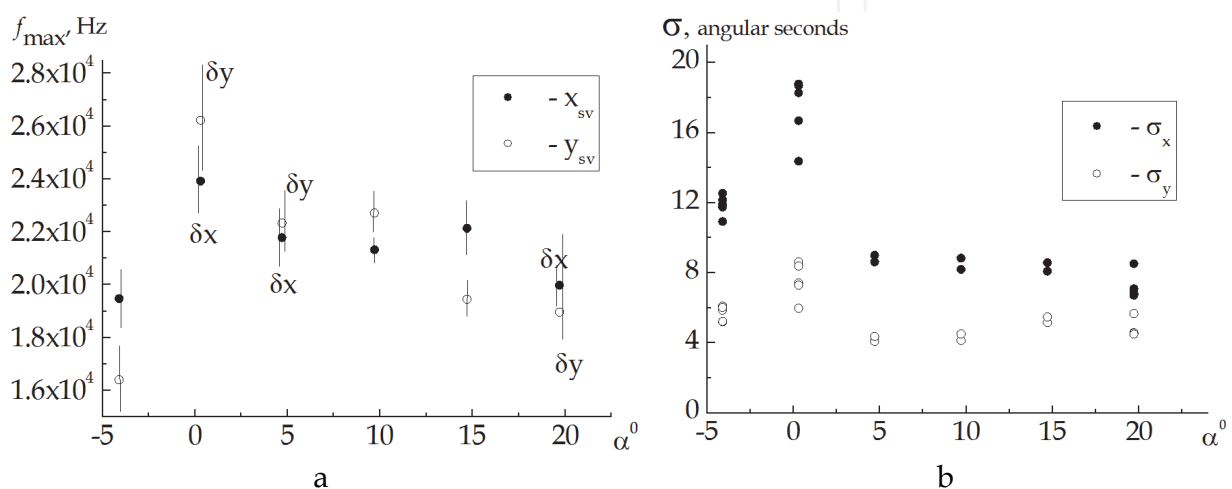 f_max, Hz
2.8x10^4
2.6x10^4
2.4x10^4
2.2x10^4
2.0x10^4
1.8x10^4
1.6x10^4
-5 0 5 10 15 20 α^0
δy
δx
δy
δx
δx
δy
- x_sv
- y_sv
a
σ, angular seconds
20
16
12
8
4
0
-5 0 5 10 15 20 α^0
- σ_x
- σ_y
b